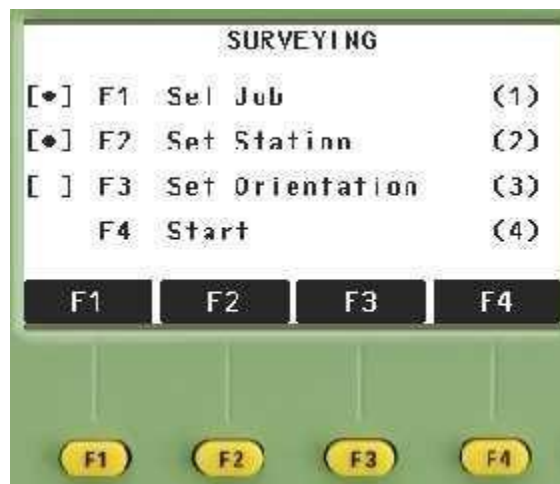 SURVEYING
[•] F1 Set Job (1)
[•] F2 Set Station (2)
[ ] F3 Set Orientation (3)
F4 Start (4)
F1 F2 F3 F4
F1 F2 F3 F4